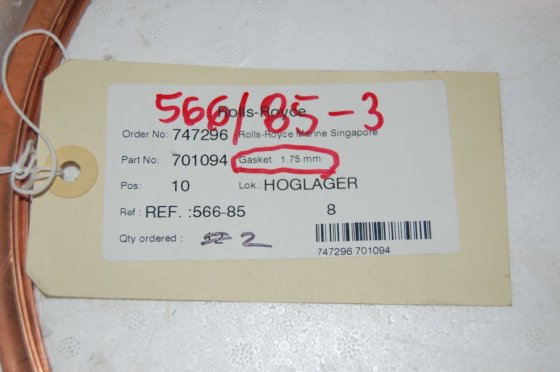 566/85-3
Rolls-Royce
Order No: 747296 Rolls-Royce Marine Singapore
Part No: 701094 Gasket 1.75 mm
Pos: 10 Lok.: HOGLAGER
Ref : REF. :566-85 8
Qty ordered : 2
747296 701094